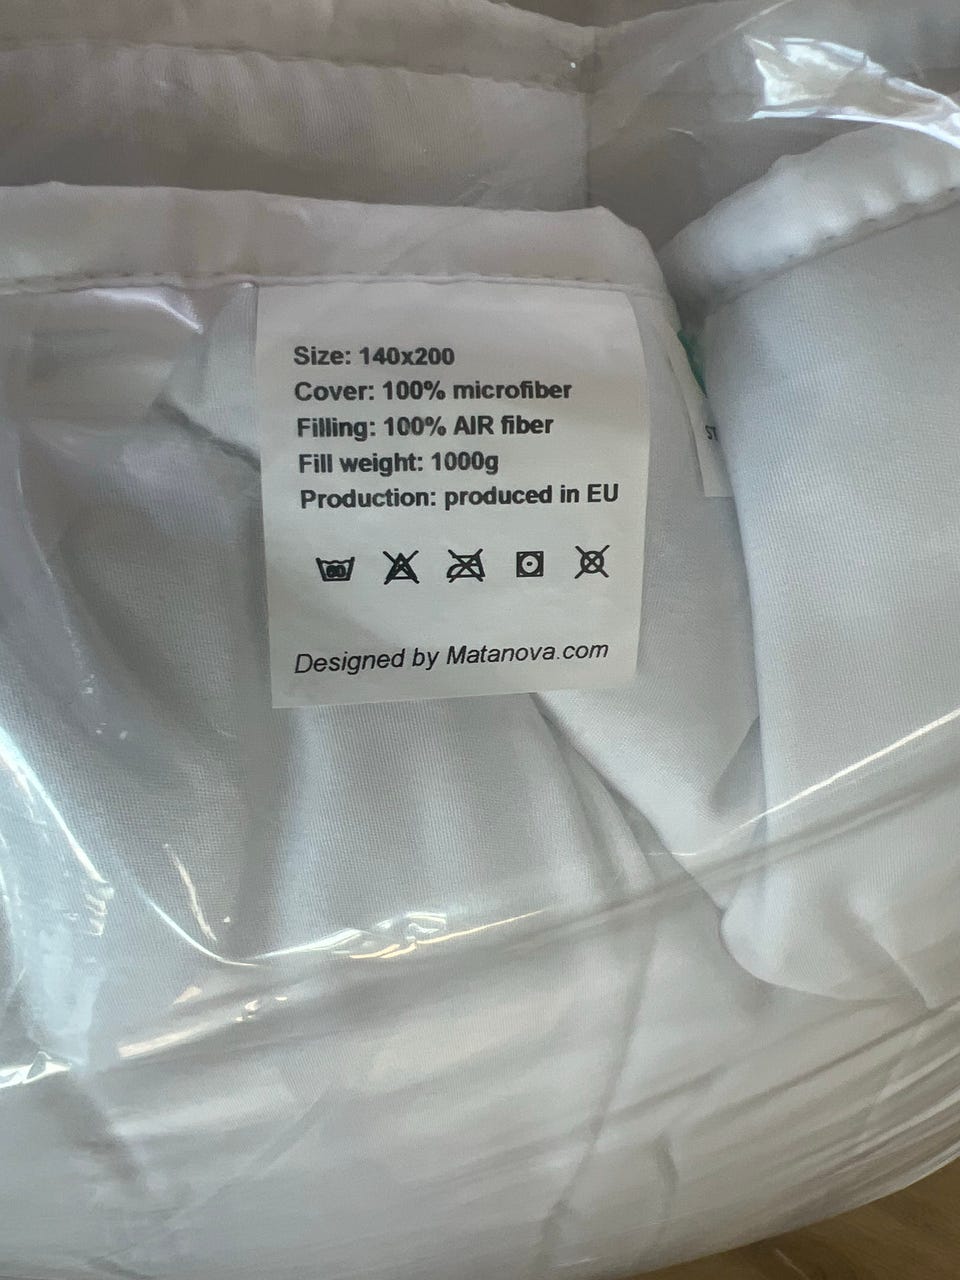 Size: 140x200
Cover: 100% microfiber
Filling: 100% AIR fiber
Fill weight: 1000g
Production: produced in EU
60
Designed by Matanova.com